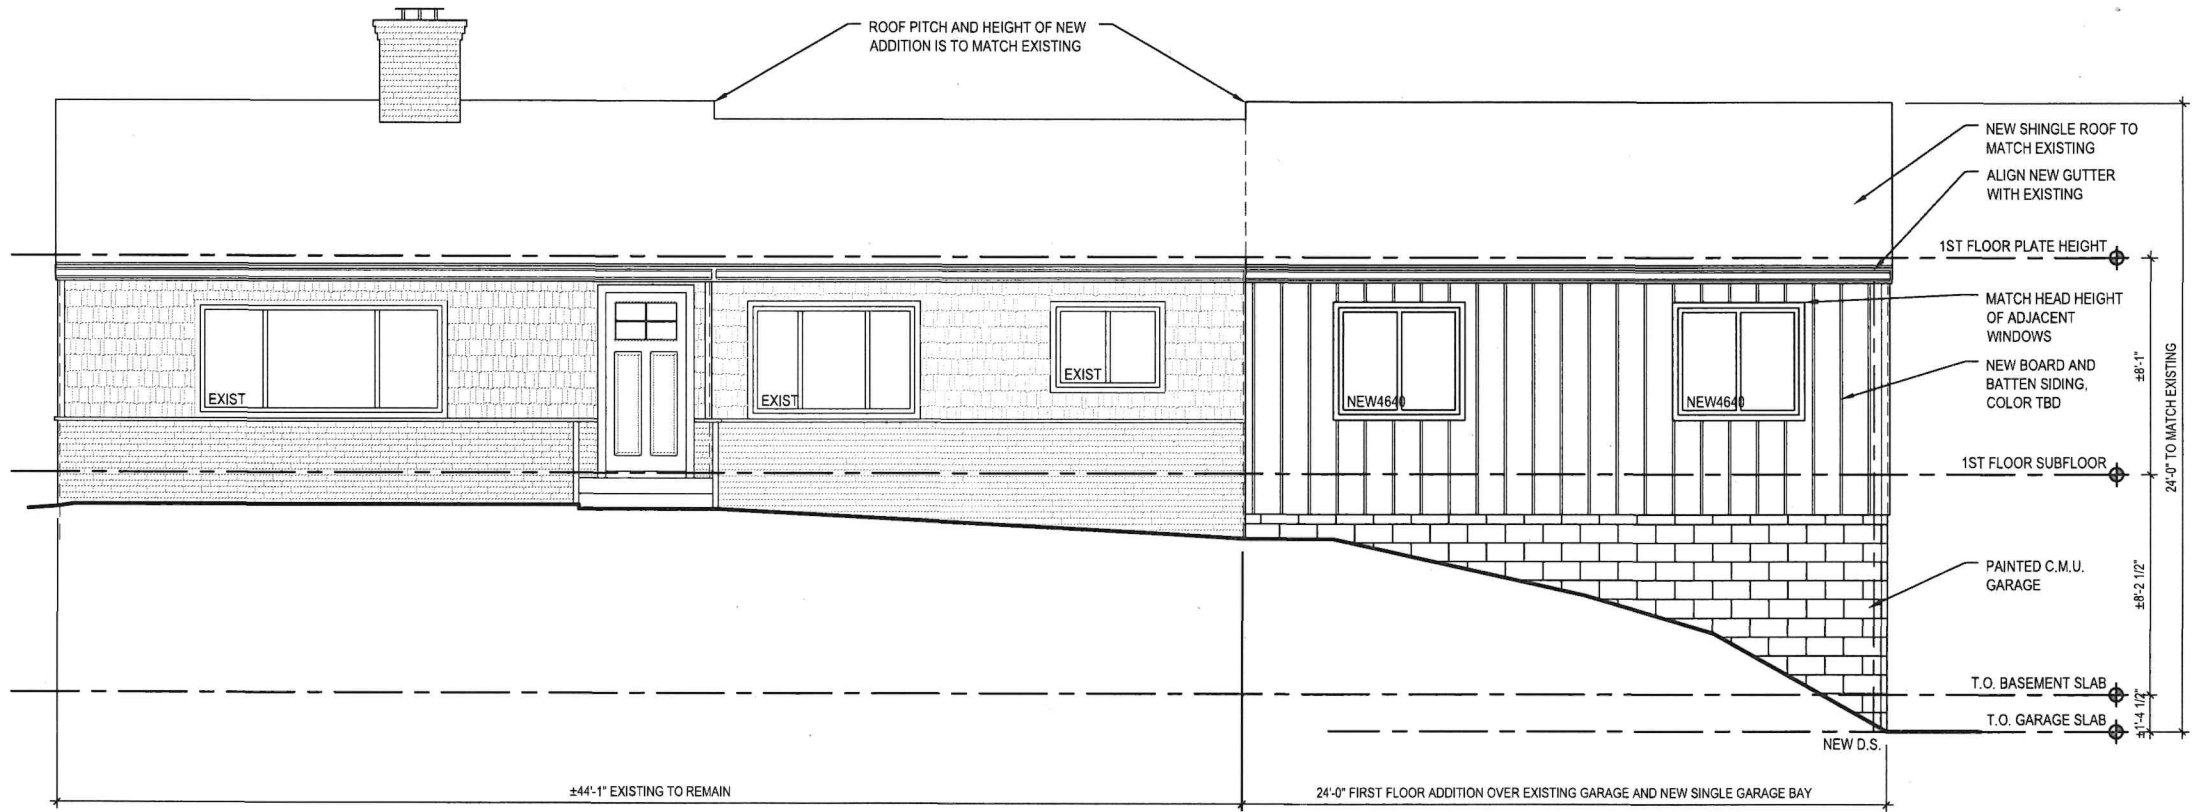 ROOF PITCH AND HEIGHT OF NEW
ADDITION IS TO MATCH EXISTING
NEW SHINGLE ROOF TO
MATCH EXISTING
ALIGN NEW GUTTER
WITH EXISTING
1ST FLOOR PLATE HEIGHT
MATCH HEAD HEIGHT
OF ADJACENT
WINDOWS
±8'-1"
24'-0" TO MATCH EXISTING
NEW BOARD AND
BATTEN SIDING,
COLOR TBD
EXIST
EXIST
EXIST
NEW4640
NEW4640
1ST FLOOR SUBFLOOR
PAINTED C.M.U.
GARAGE
±8'-2 1/2"
T.O. BASEMENT SLAB
±1'-4 1/2"
T.O. GARAGE SLAB
NEW D.S.
±44'-1" EXISTING TO REMAIN
24'-0" FIRST FLOOR ADDITION OVER EXISTING GARAGE AND NEW SINGLE GARAGE BAY